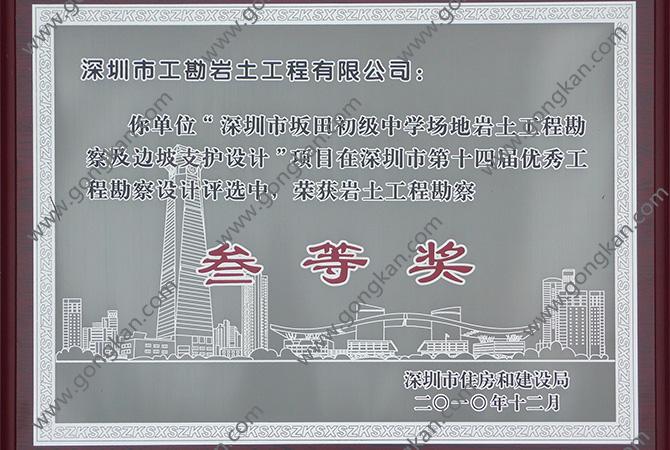 深圳市工勘岩土工程有限公司：
你单位“深圳市坂田初级中学场地岩土工程勘
察及边坡支护设计”项目在深圳市第十四届优秀工
程勘察设计评选中，荣获岩土工程勘察
叁等奖
深圳市住房和建设局
二〇一〇年十二月
www.gongkan.com